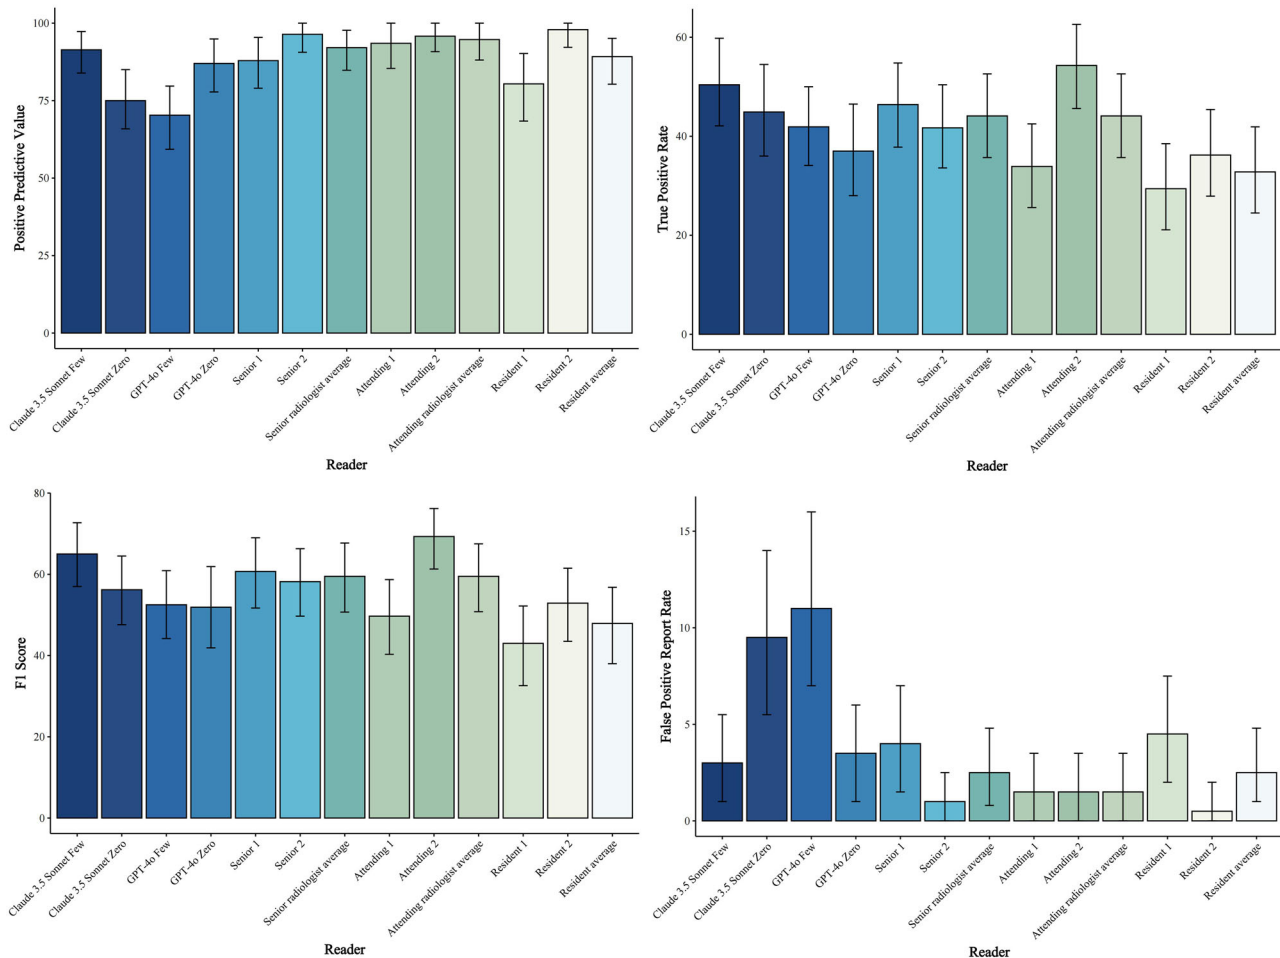 Positive Predictive Value
100
75
50
25
0
Claude 3.5 Sonnet Few
Claude 3.5 Sonnet Zero
GPT-4o Few
GPT-4o Zero
Senior 1
Senior 2
Senior radiologist average
Attending 1
Attending 2
Attending radiologist average
Resident 1
Resident 2
Resident average
Reader
True Positive Rate
60
40
20
0
Claude 3.5 Sonnet Few
Claude 3.5 Sonnet Zero
GPT-4o Few
GPT-4o Zero
Senior 1
Senior 2
Senior radiologist average
Attending 1
Attending 2
Attending radiologist average
Resident 1
Resident 2
Resident average
Reader
F1 Score
80
60
40
20
0
Claude 3.5 Sonnet Few
Claude 3.5 Sonnet Zero
GPT-4o Few
GPT-4o Zero
Senior 1
Senior 2
Senior radiologist average
Attending 1
Attending 2
Attending radiologist average
Resident 1
Resident 2
Resident average
Reader
False Positive Report Rate
15
10
5
0
Claude 3.5 Sonnet Few
Claude 3.5 Sonnet Zero
GPT-4o Few
GPT-4o Zero
Senior 1
Senior 2
Senior radiologist average
Attending 1
Attending 2
Attending radiologist average
Resident 1
Resident 2
Resident average
Reader